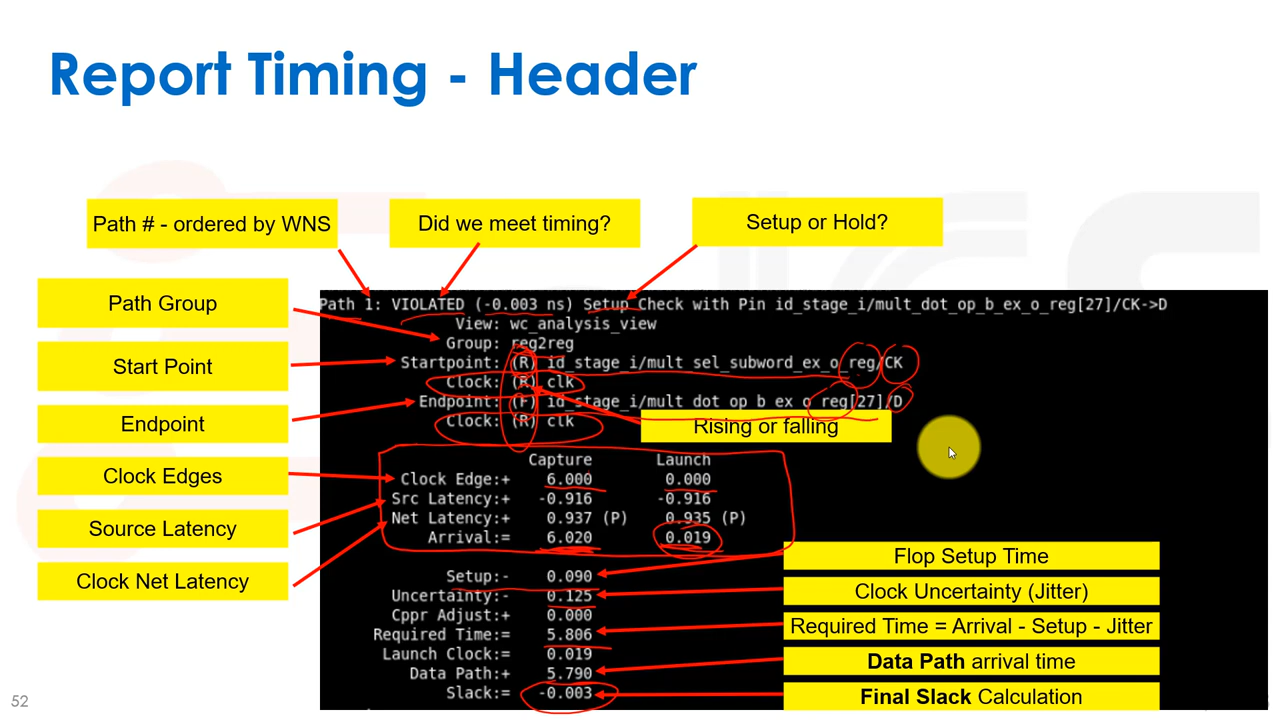 Report Timing - Header
Path # - ordered by WNS
Did we meet timing?
Setup or Hold?
Path Group
Start Point
Endpoint
Clock Edges
Source Latency
Clock Net Latency
Path 1: VIOLATED (-0.003 ns) Setup Check with Pin id_stage_i/mult_dot_op_b_ex_o_reg[27]/CK->D
View: wc_analysis_view
Group: reg2reg
Startpoint: (R) id_stage_i/mult_sel_subword_ex_o_reg/CK
Clock: (R) clk
Endpoint: (F) id_stage_i/mult_dot_op_b_ex_o_reg[27]/D
Clock: (R) clk
Rising or falling
Capture Launch
Clock Edge:+ 6.000 0.000
Src Latency:+ -0.916 -0.916
Net Latency:+ 0.937 (P) 0.935 (P)
Arrival:= 6.020 0.019
Setup:- 0.090
Uncertainty:- 0.125
Cppr Adjust:+ 0.000
Required Time:= 5.806
Launch Clock:= 0.019
Data Path:+ 5.790
Slack:= -0.003
Flop Setup Time
Clock Uncertainty (Jitter)
Required Time = Arrival - Setup - Jitter
Data Path arrival time
Final Slack Calculation
52